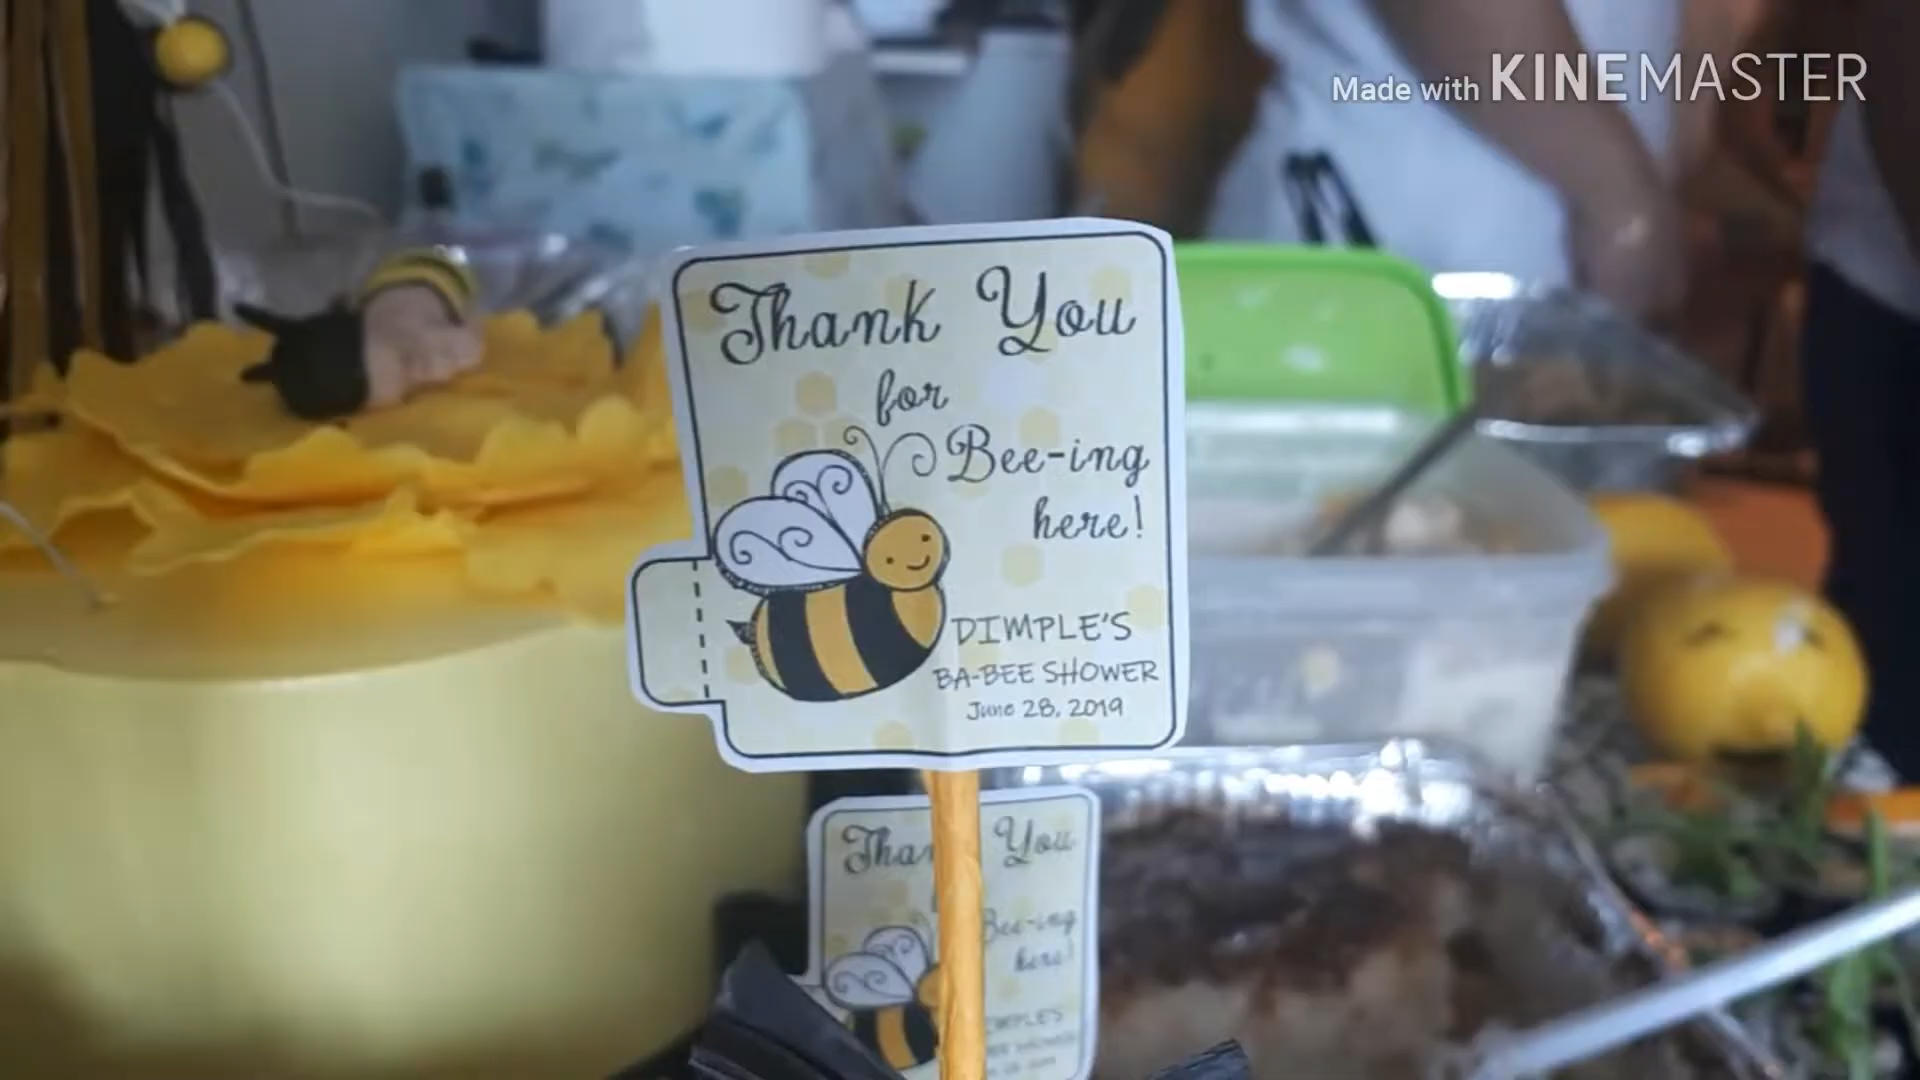 Made with KINEMASTER
Thank You
for
Bee-ing
here!
DIMPLE'S
BA-BEE SHOWER
June 28, 2019
You
Bee-ing
here!